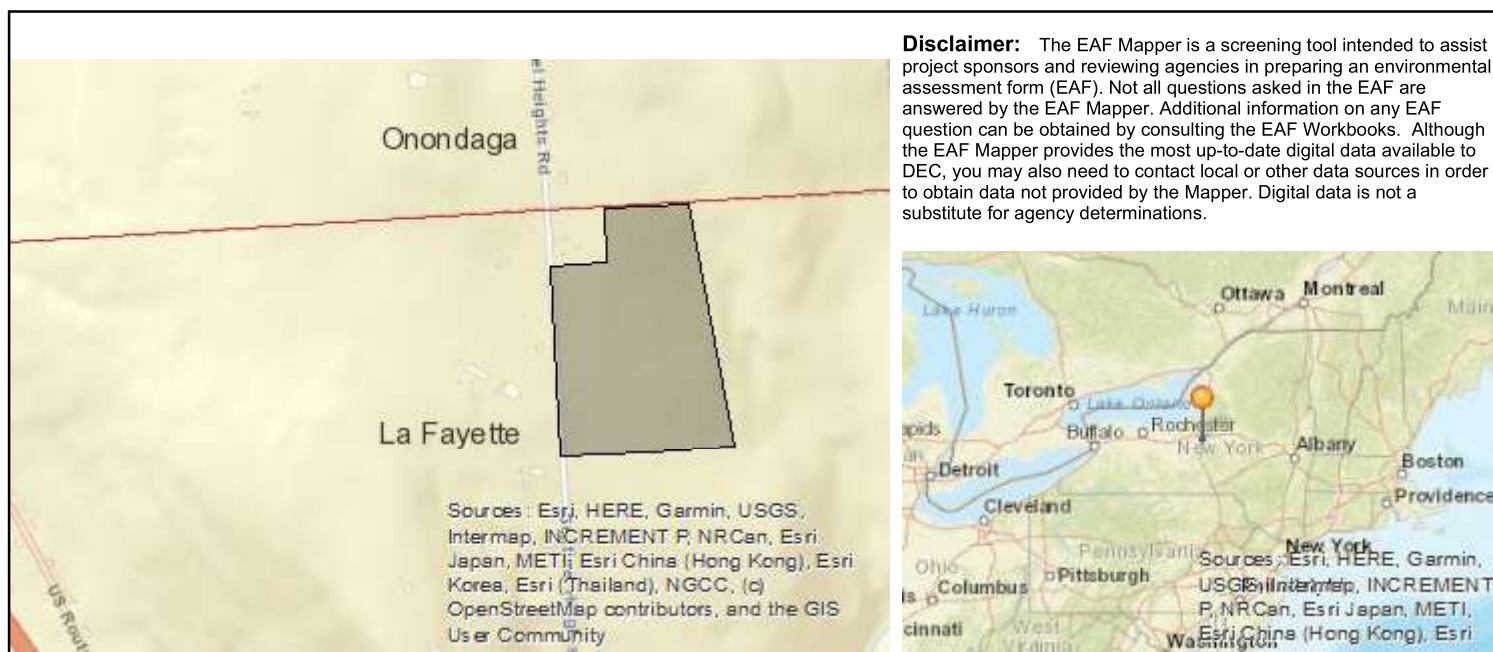 Disclaimer: The EAF Mapper is a screening tool intended to assist
project sponsors and reviewing agencies in preparing an environmental
assessment form (EAF). Not all questions asked in the EAF are
answered by the EAF Mapper. Additional information on any EAF
question can be obtained by consulting the EAF Workbooks. Although
the EAF Mapper provides the most up-to-date digital data available to
DEC, you may also need to contact local or other data sources in order
to obtain data not provided by the Mapper. Digital data is not a
substitute for agency determinations.
el Heights Rd
Onondaga
La Fayette
US Rout
Sources: Esri, HERE, Garmin, USGS,
Intermap, INCREMENT P, NRCan, Esri
Japan, METI, Esri China (Hong Kong), Esri
Korea, Esri (Thailand), NGCC, (c)
OpenStreetMap contributors, and the GIS
User Community
Ottawa
Montreal
Lake Huron
Main
Toronto
Lake Ontario
Rochester
Buffalo
New York
Albany
apids
Detroit
Boston
Providence
Cleveland
Pennsylvania
New York
Ohio
Columbus
Pittsburgh
cinnati
West
Virginia
Washington
Sources: Esri, HERE, Garmin,
USGS, Intermap, INCREMENT
P, NRCan, Esri Japan, METI,
Esri China (Hong Kong), Esri